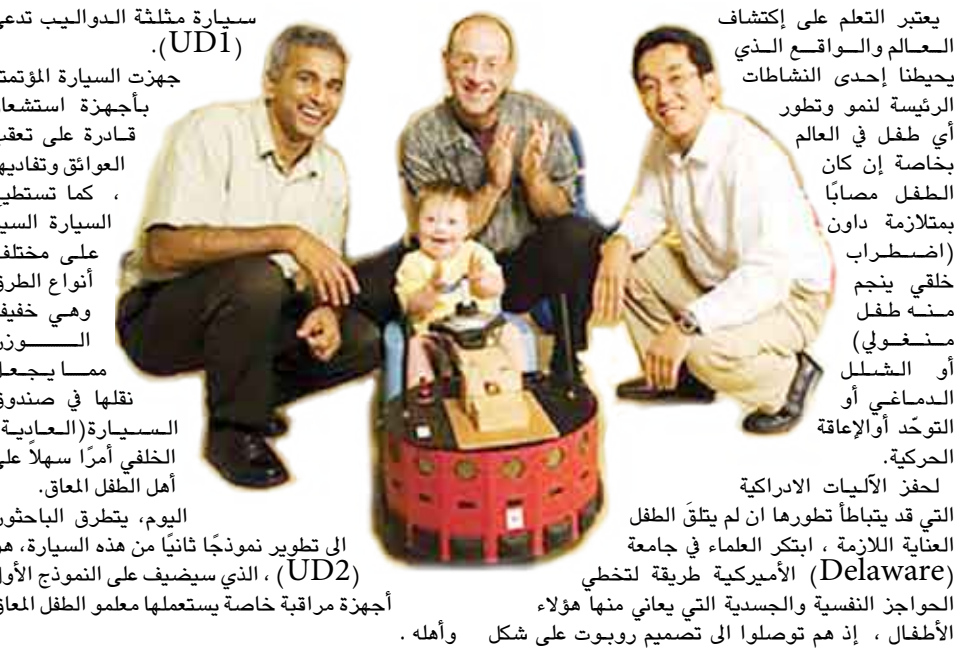 يعتبر التعلم على إكتشاف
العالم والواقع الذي
يحيطنا إحدى النشاطات
الرئيسة لنمو وتطور
أي طفل في العالم
بخاصة إن كان
الطفل مصابًا
بمتلازمة داون
(اضطراب
خلقي ينجم
منه طفل
منغولي)
أو الشلل
الدماغي أو
التوحّد أوالإعاقة
الحركية.
لحفز الآليات الادراكية
التي قد يتباطأ تطورها ان لم يتلقَ الطفل
العناية اللازمة ، ابتكر العلماء في جامعة
(Delaware) الأميركية طريقة لتخطي
الحواجز النفسية والجسدية التي يعاني منها هؤلاء
الأطفال ، إذ هم توصلوا الى تصميم روبوت على شكل
سيارة مثلثة الدواليب تدعى
(UD1).
جهزت السيارة المؤتمتة
بأجهزة استشعار
قادرة على تعقب
العوائق وتفاديها
، كما تستطيع
السيارة السير
على مختلف
أنواع الطرق
وهي خفيفة
الوزن
مما يجعل
نقلها في صندوق
السيارة(العادية)
الخلفي أمرًا سهلاً على
أهل الطفل المعاق.
اليوم، يتطرق الباحثون
الى تطوير نموذجًا ثانيًا من هذه السيارة، هو
(UD2) ، الذي سيضيف على النموذج الأول
أجهزة مراقبة خاصة يستعملها معلمو الطفل المعاق
وأهله .